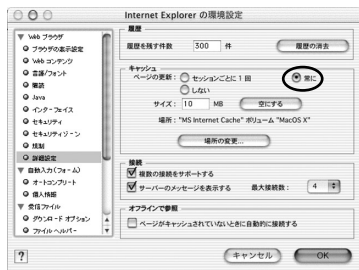 Internet Explorer の環境設定
▼ Web ブラウザ
ブラウザの表示設定
Web コンテンツ
言語/フォント
購読
Java
インターフェイス
セキュリティ
セキュリティ ゾーン
規制
詳細設定
▼ 自動入力(フォーム)
オートコンプリート
個人情報
▼ 受信ファイル
ダウンロード オプション
ファイル ヘルパー
履歴
履歴を残す件数 300 件 履歴の消去
キャッシュ
ページの更新: セッションごとに 1 回 常に
しない
サイズ: 10 MB 空にする
場所: "MS Internet Cache" ボリューム "MacOS X"
場所の変更...
接続
複数の接続をサポートする
サーバーのメッセージを表示する 最大接続数: 4
オフラインで参照
ページがキャッシュされていないときに自動的に接続する
? キャンセル OK